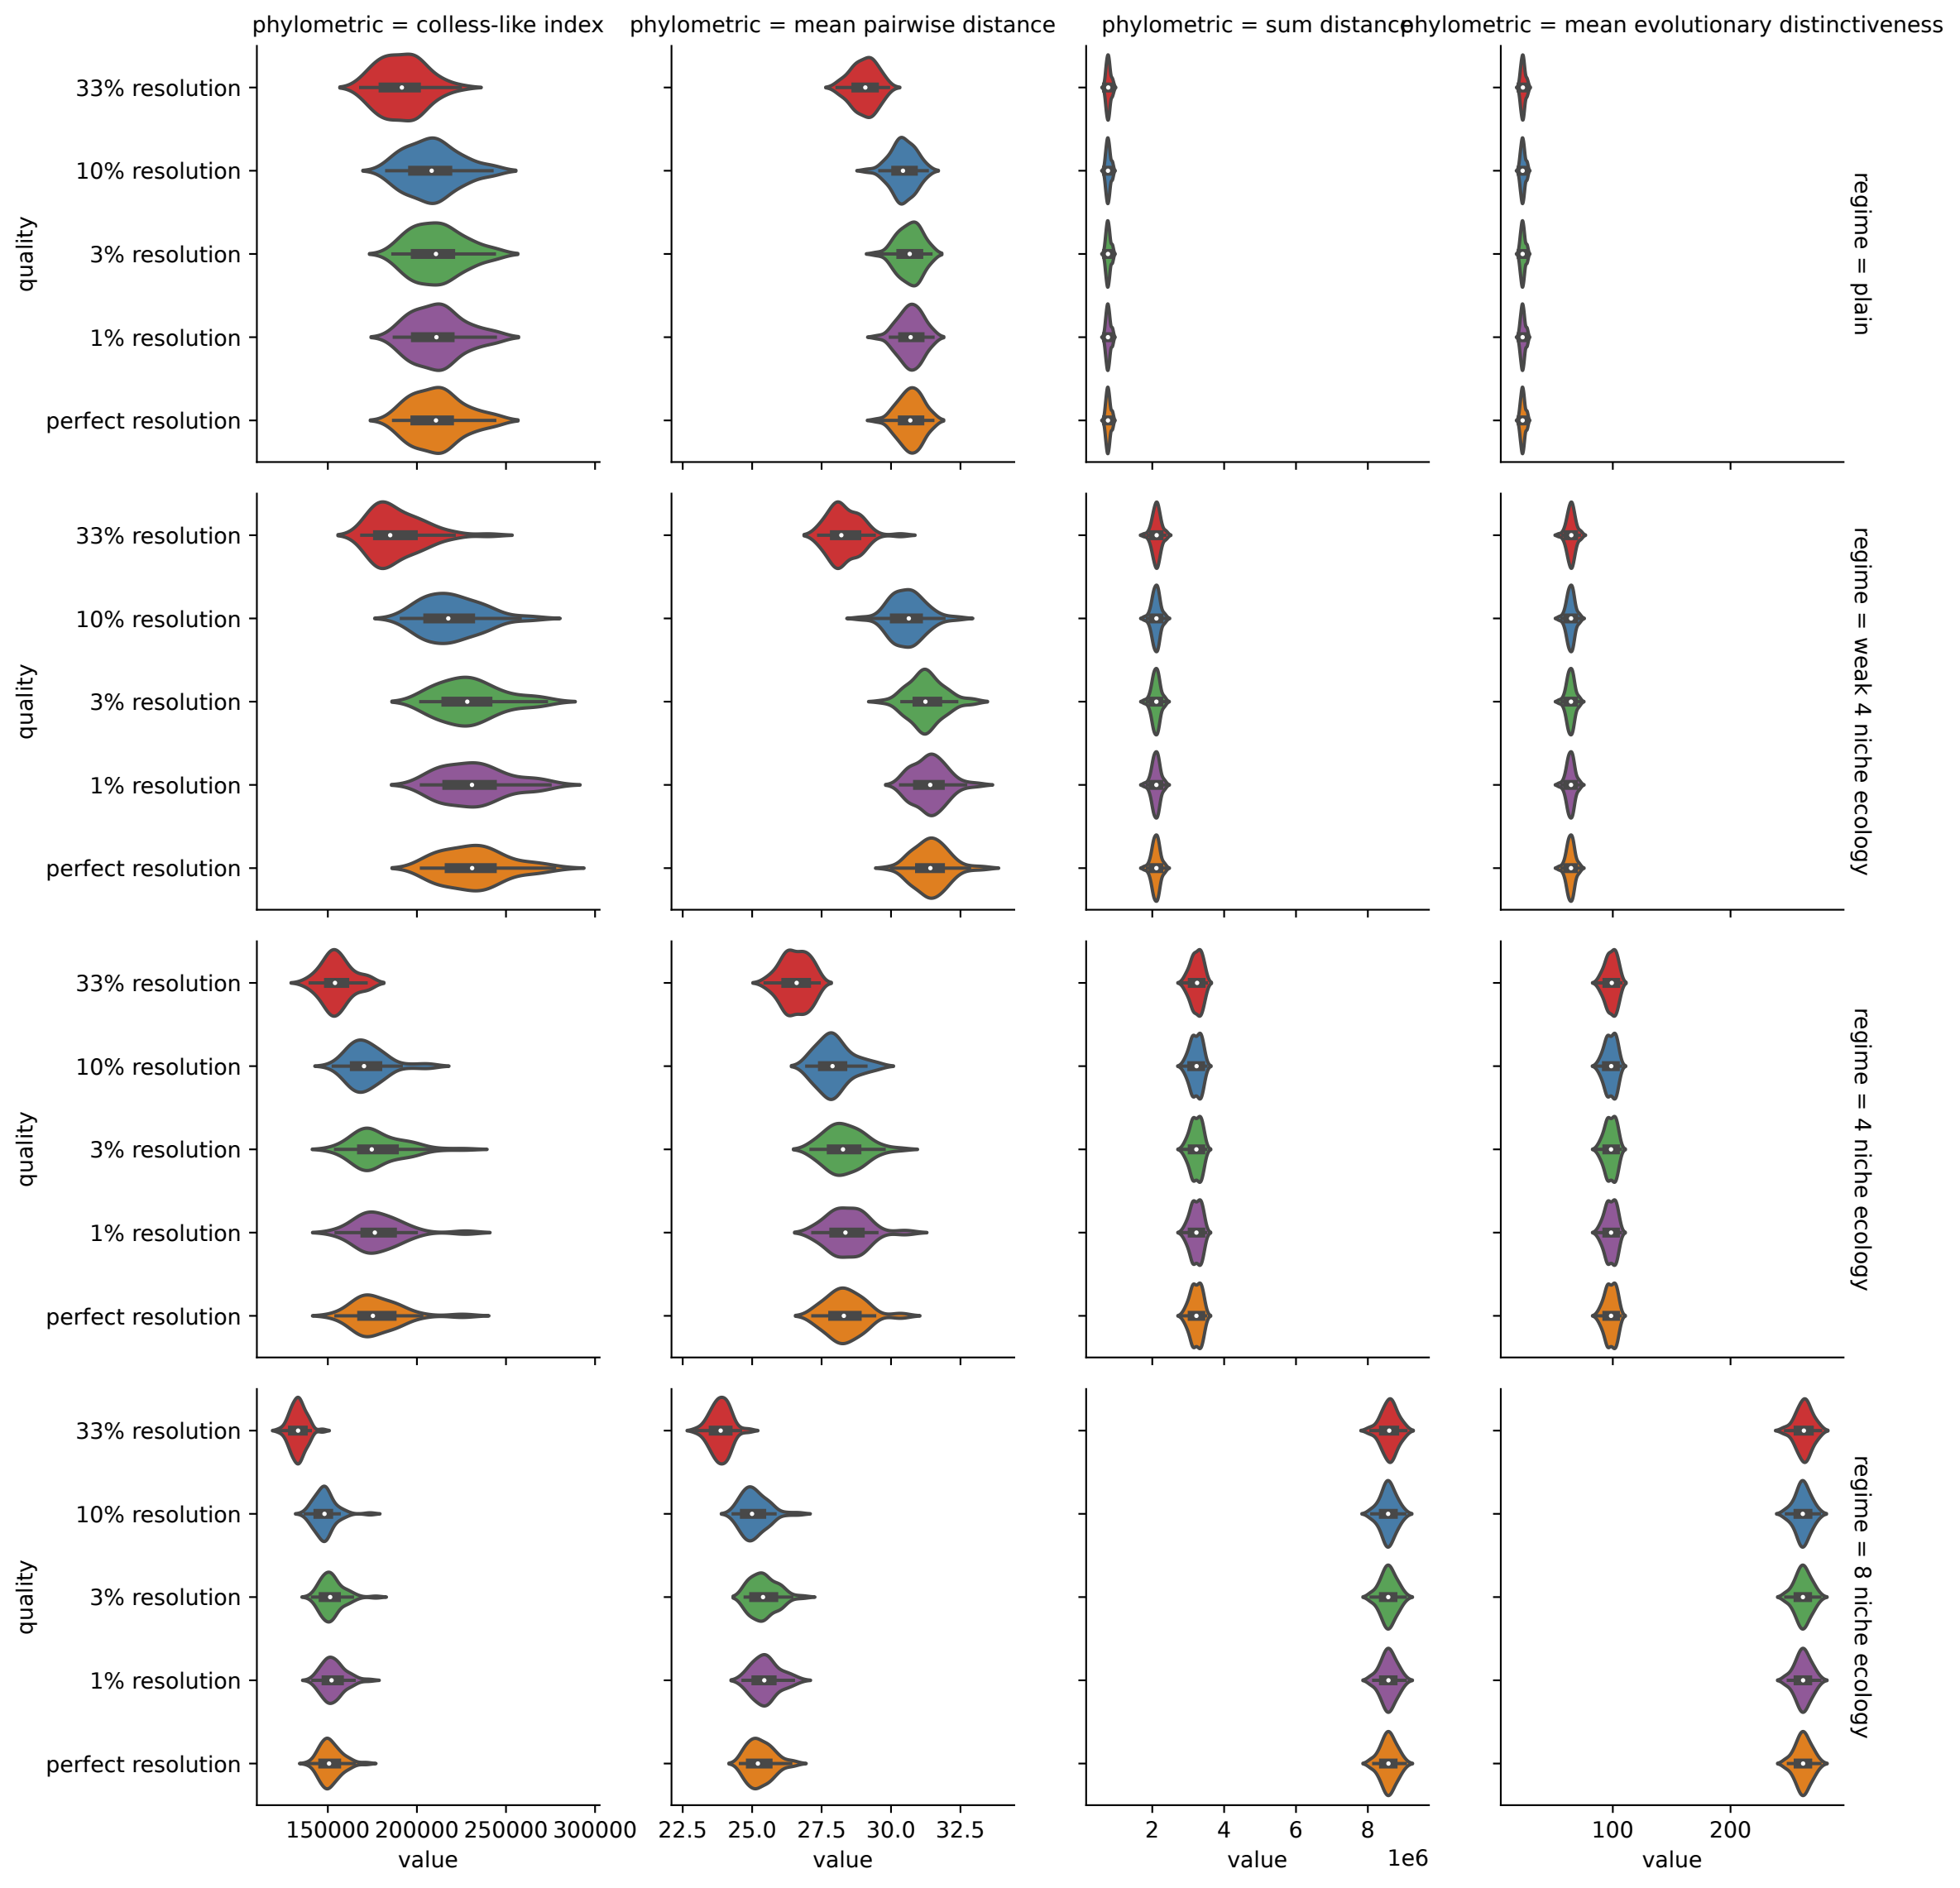 phylometric = colless-like index
phylometric = mean pairwise distance
phylometric = sum distance
phylometric = mean evolutionary distinctiveness
quality
33% resolution
10% resolution
3% resolution
1% resolution
perfect resolution
regime = plain
quality
33% resolution
10% resolution
3% resolution
1% resolution
perfect resolution
regime = weak 4 niche ecology
quality
33% resolution
10% resolution
3% resolution
1% resolution
perfect resolution
regime = 4 niche ecology
quality
33% resolution
10% resolution
3% resolution
1% resolution
perfect resolution
regime = 8 niche ecology
150000 200000 250000 300000
value
22.5 25.0 27.5 30.0 32.5
value
2 4 6 8
1e6
value
100 200
value